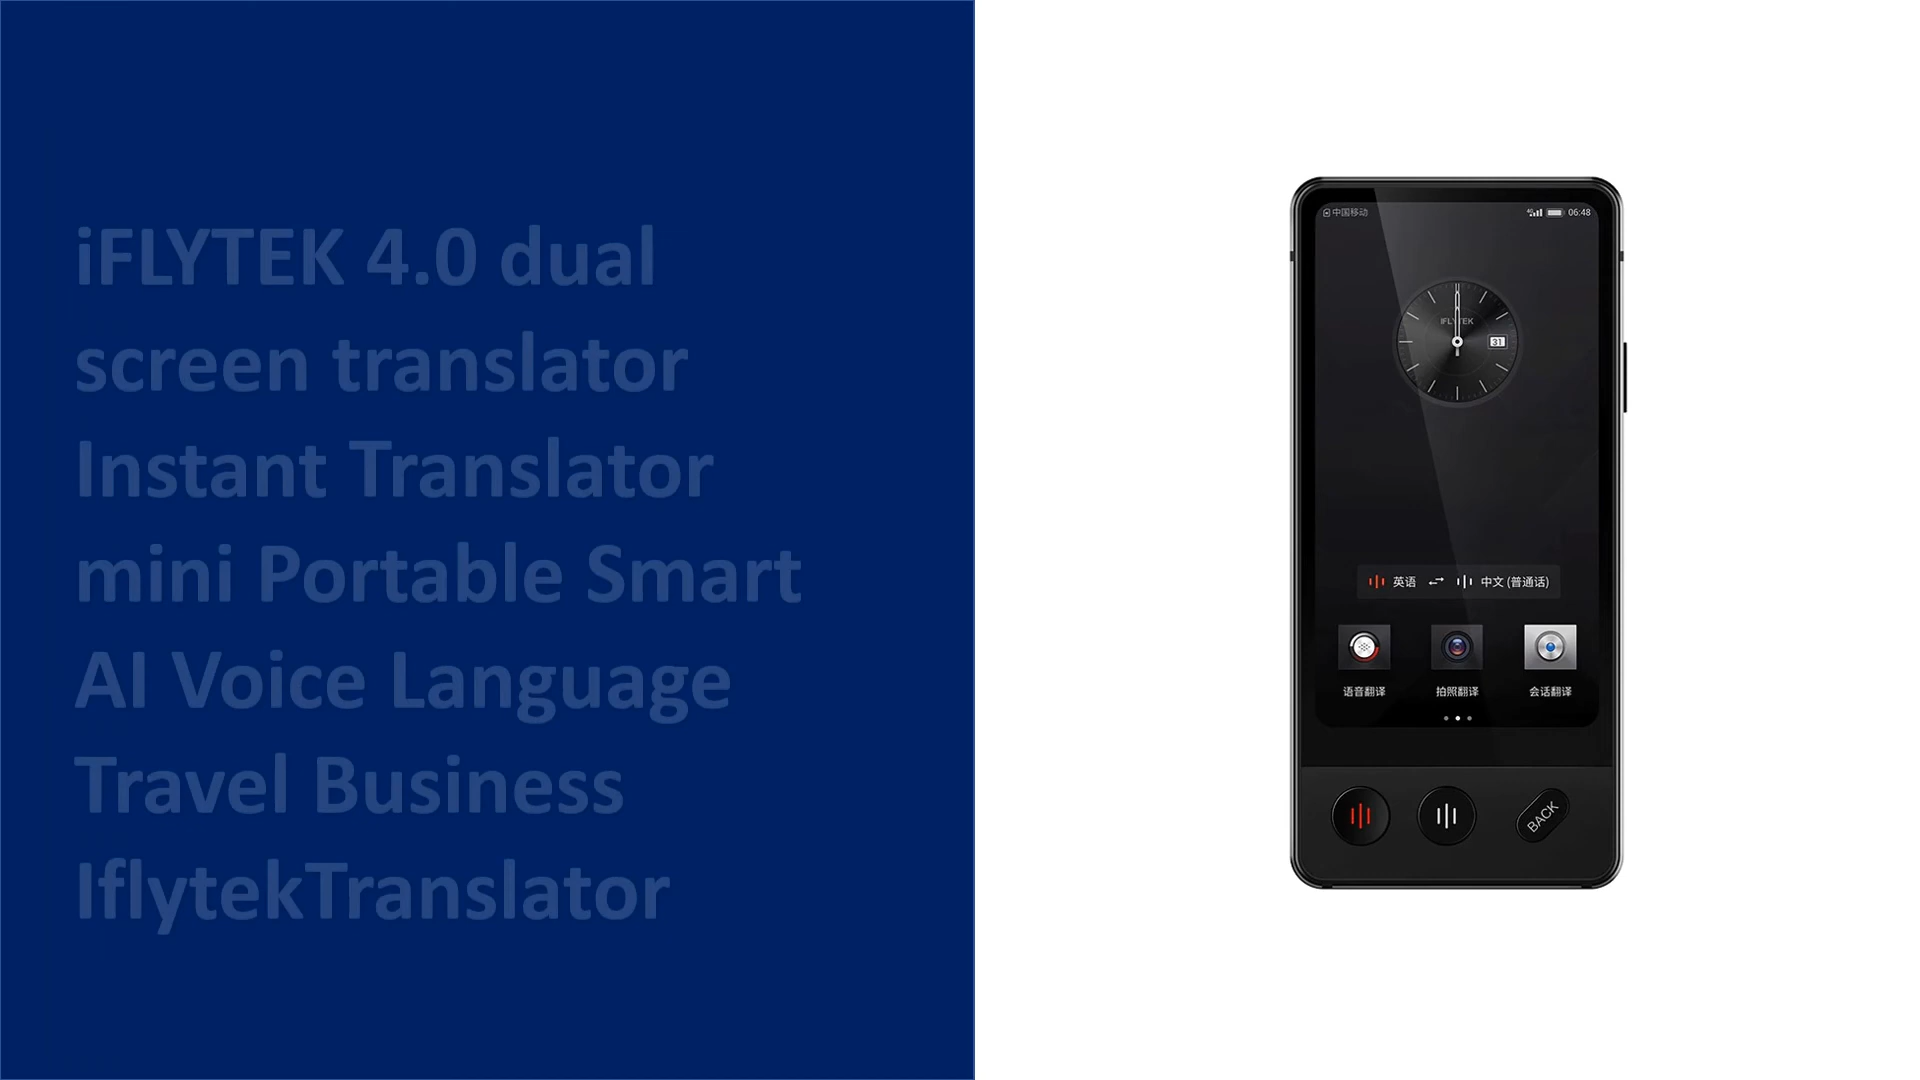 iFLYTEK 4.0 dual
screen translator
Instant Translator
mini Portable Smart
AI Voice Language
Travel Business
IflytekTranslator
中国移动
4G 06:48
iFLYTEK
31
英语 中文 (普通话)
语音翻译 拍照翻译 会话翻译
BACK